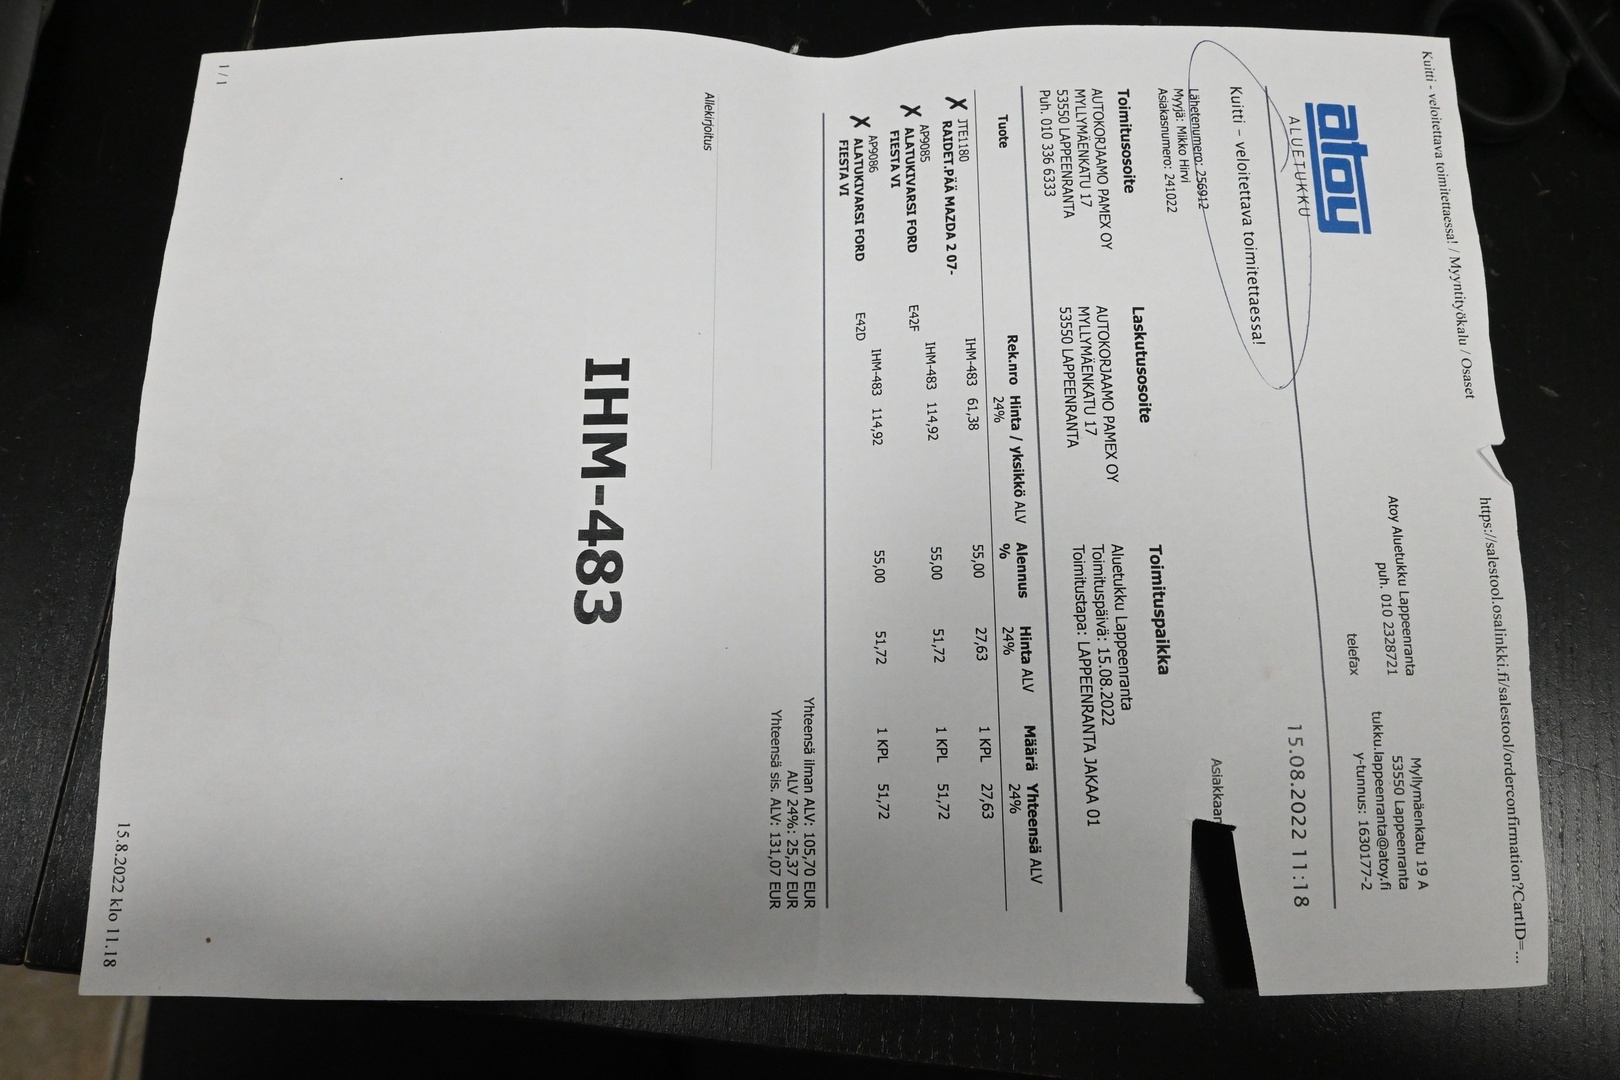 Kuitti - veloitettava toimitettaessa! / Myyntityökalu / Osaset
https://salestool.osalinkki.fi/salestool/orderconfirmation?CartID=...
atoy
ALUETUKKU
Atoy Aluetukku Lappeenranta
puh. 010 2328721
telefax
Myllymäenkatu 19 A
53550 Lappeenranta
tukku.lappeenranta@atoy.fi
y-tunnus: 1630177-2
Kuitti – veloitettava toimitettaessa!
15.08.2022 11:18
Lähetenumero: 256912
Myyjä: Mikko Hirvi
Asiakasnumero: 241022
Asiakkaan
Toimitusosoite
AUTOKORJAAMO PAMEX OY
MYLLYMÄENKATU 17
53550 LAPPEENRANTA
Puh. 010 336 6333
Laskutusosoite
AUTOKORJAAMO PAMEX OY
MYLLYMÄENKATU 17
53550 LAPPEENRANTA
Toimituspaikka
Aluetukku Lappeenranta
Toimituspäivä: 15.08.2022
Toimitustapa: LAPPEENRANTA JAKAA 01
Tuote Rek.nro Hinta / yksikkö ALV 24% Alennus % Hinta ALV 24% Määrä Yhteensä ALV 24%
X JTE1180 IHM-483 61,38 55,00 27,63 1 KPL 27,63
RAIDET.PÄÄ MAZDA 2 07-
X AP9085 E42F IHM-483 114,92 55,00 51,72 1 KPL 51,72
ALATUKIVARSI FORD
FIESTA VI
X AP9086 E42D IHM-483 114,92 55,00 51,72 1 KPL 51,72
ALATUKIVARSI FORD
FIESTA VI
Yhteensä ilman ALV: 105,70 EUR
ALV 24%: 25,37 EUR
Yhteensä sis. ALV: 131,07 EUR
Allekirjoitus
IHM-483
1 / 1
15.8.2022 klo 11.18